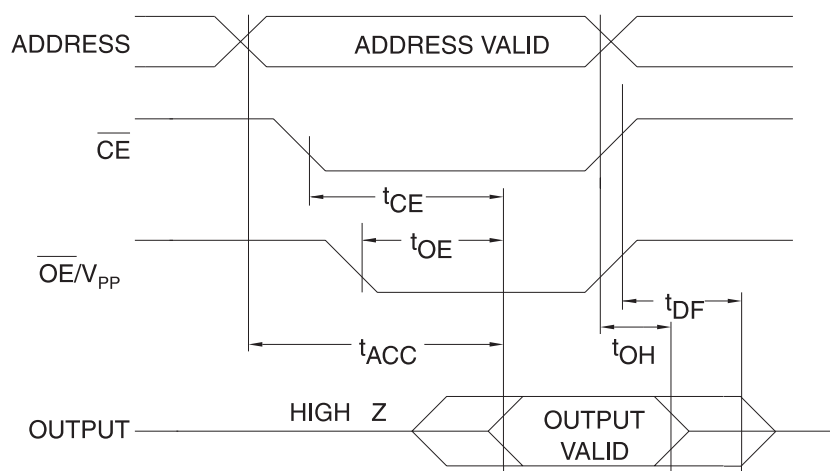 ADDRESS
ADDRESS VALID
CE
tCE
tOE
OE/VPP
tDF
tACC
tOH
HIGH Z
OUTPUT
OUTPUT
VALID